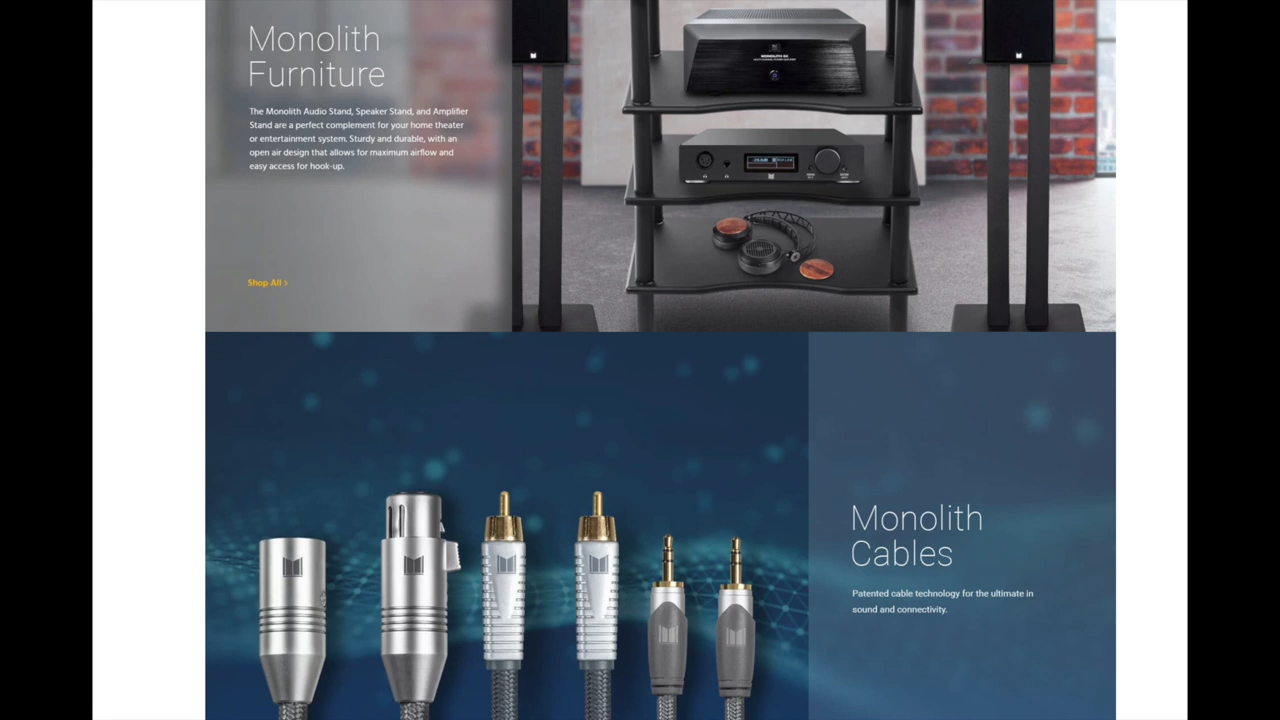 Monolith
Furniture
The Monolith Audio Stand, Speaker Stand, and Amplifier
Stand are a perfect complement for your home theater
or entertainment system. Sturdy and durable, with an
open air design that allows for maximum airflow and
easy access for hook-up.
Shop All >
Monolith
Cables
Patented cable technology for the ultimate in
sound and connectivity.